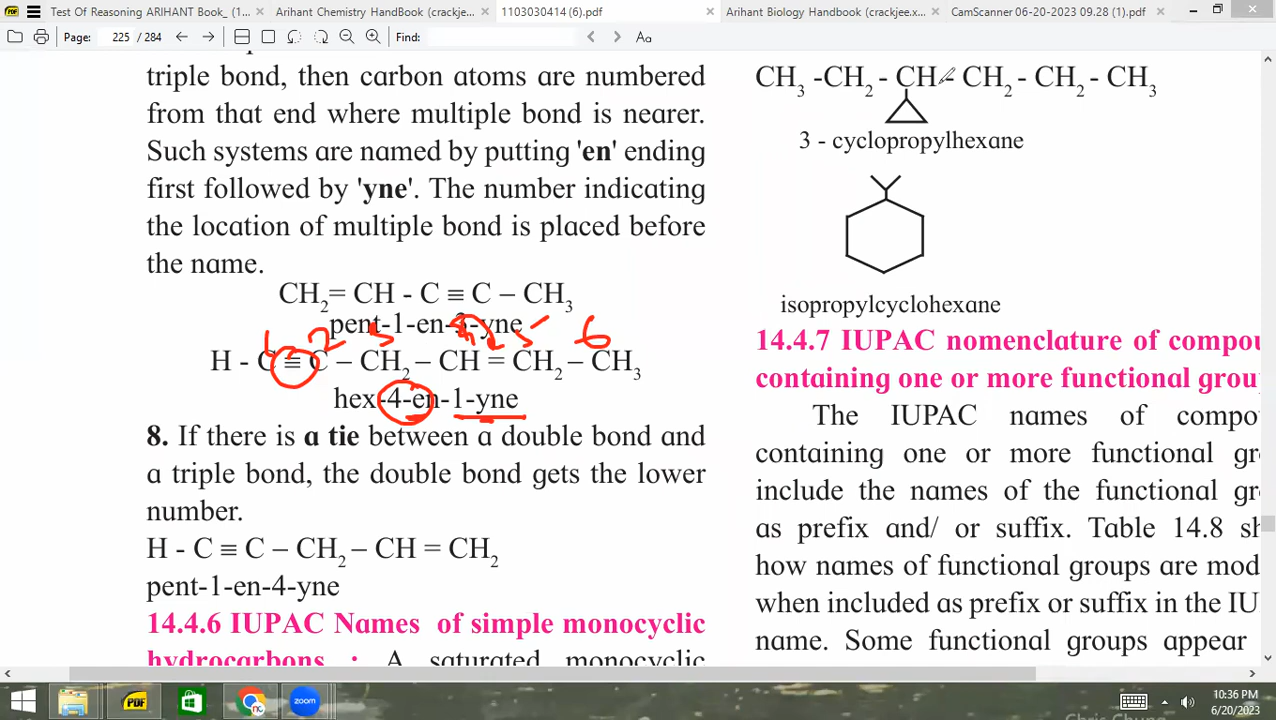 Test Of Reasoning ARIHANT Book_ (1... × Arihant Chemistry HandBook (crackjee... × 1103030414 (6).pdf × Arihant Biology Handbook (crackjee.x... × CamScanner 06-20-2023 09.28 (1).pdf ×
Page: 225 / 284 Find: Aa
triple bond, then carbon atoms are numbered
from that end where multiple bond is nearer.
Such systems are named by putting 'en' ending
first followed by 'yne'. The number indicating
the location of multiple bond is placed before
the name.
CH2= CH - C ≡ C – CH3
pent-1-en-3-yne
1 2 3 4 5 6
H - C ≡ C – CH2 – CH = CH2 – CH3
hex-4-en-1-yne
8. If there is a tie between a double bond and
a triple bond, the double bond gets the lower
number.
H - C ≡ C – CH2 – CH = CH2
pent-1-en-4-yne
14.4.6 IUPAC Names of simple monocyclic
hydrocarbons : A saturated monocyclic
CH3 -CH2 - CH - CH2 - CH2 - CH3
3 - cyclopropylhexane
isopropylcyclohexane
14.4.7 IUPAC nomenclature of compou
containing one or more functional grou
The IUPAC names of compo
containing one or more functional gr
include the names of the functional gr
as prefix and/ or suffix. Table 14.8 sh
how names of functional groups are mod
when included as prefix or suffix in the IU
name. Some functional groups appear
PDF zoom
10:36 PM
6/20/2023